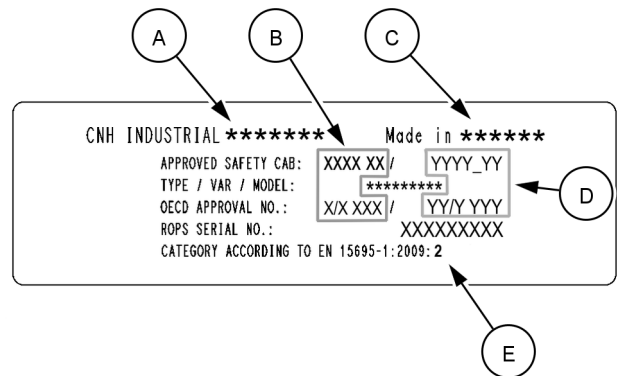 A B C
CNH INDUSTRIAL ******* Made in ******
APPROVED SAFETY CAB: XXXX XX / YYYY_YY
TYPE / VAR / MODEL: *********
D
OECD APPROVAL NO.: X/X XXX / YY/Y YYY
ROPS SERIAL NO.: XXXXXXXXX
CATEGORY ACCORDING TO EN 15695-1:2009: 2
E